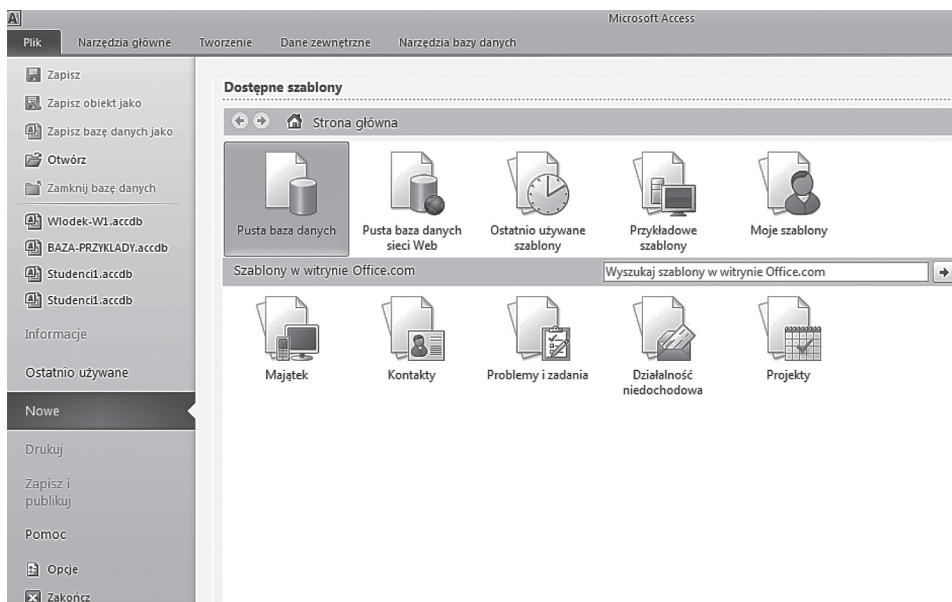 Microsoft Access
Plik Narzędzia główne Tworzenie Dane zewnętrzne Narzędzia bazy danych
Zapisz
Zapisz obiekt jako
Zapisz bazę danych jako
Otwórz
Zamknij bazę danych
Wlodek-W1.accdb
BAZA-PRZYKLADY.accdb
Studenci1.accdb
Studenci1.accdb
Informacje
Ostatnio używane
Nowe
Drukuj
Zapisz i
publikuj
Pomoc
Opcje
Zakończ
Dostępne szablony
Strona główna
Pusta baza danych
Pusta baza danych
sieci Web
Ostatnio używane
szablony
Przykładowe
szablony
Moje szablony
Szablony w witrynie Office.com
Wyszukaj szablony w witrynie Office.com
Majątek
Kontakty
Problemy i zadania
Działalność
niedochodowa
Projekty